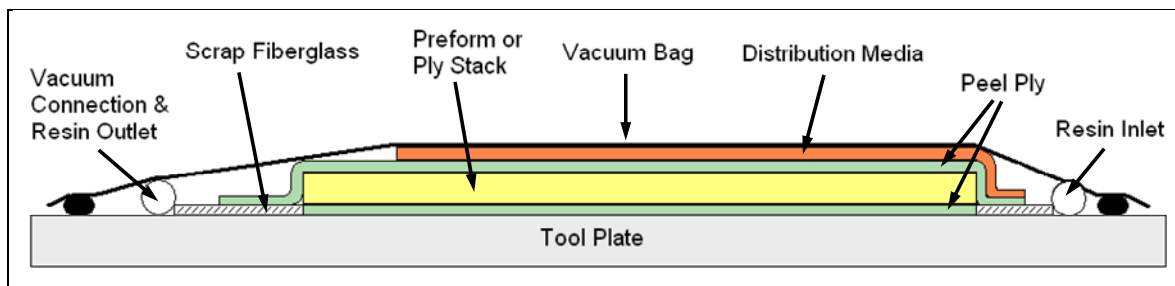 Scrap Fiberglass
Preform or
Ply Stack
Vacuum Bag
Distribution Media
Peel Ply
Vacuum
Connection &
Resin Outlet
Resin Inlet
Tool Plate